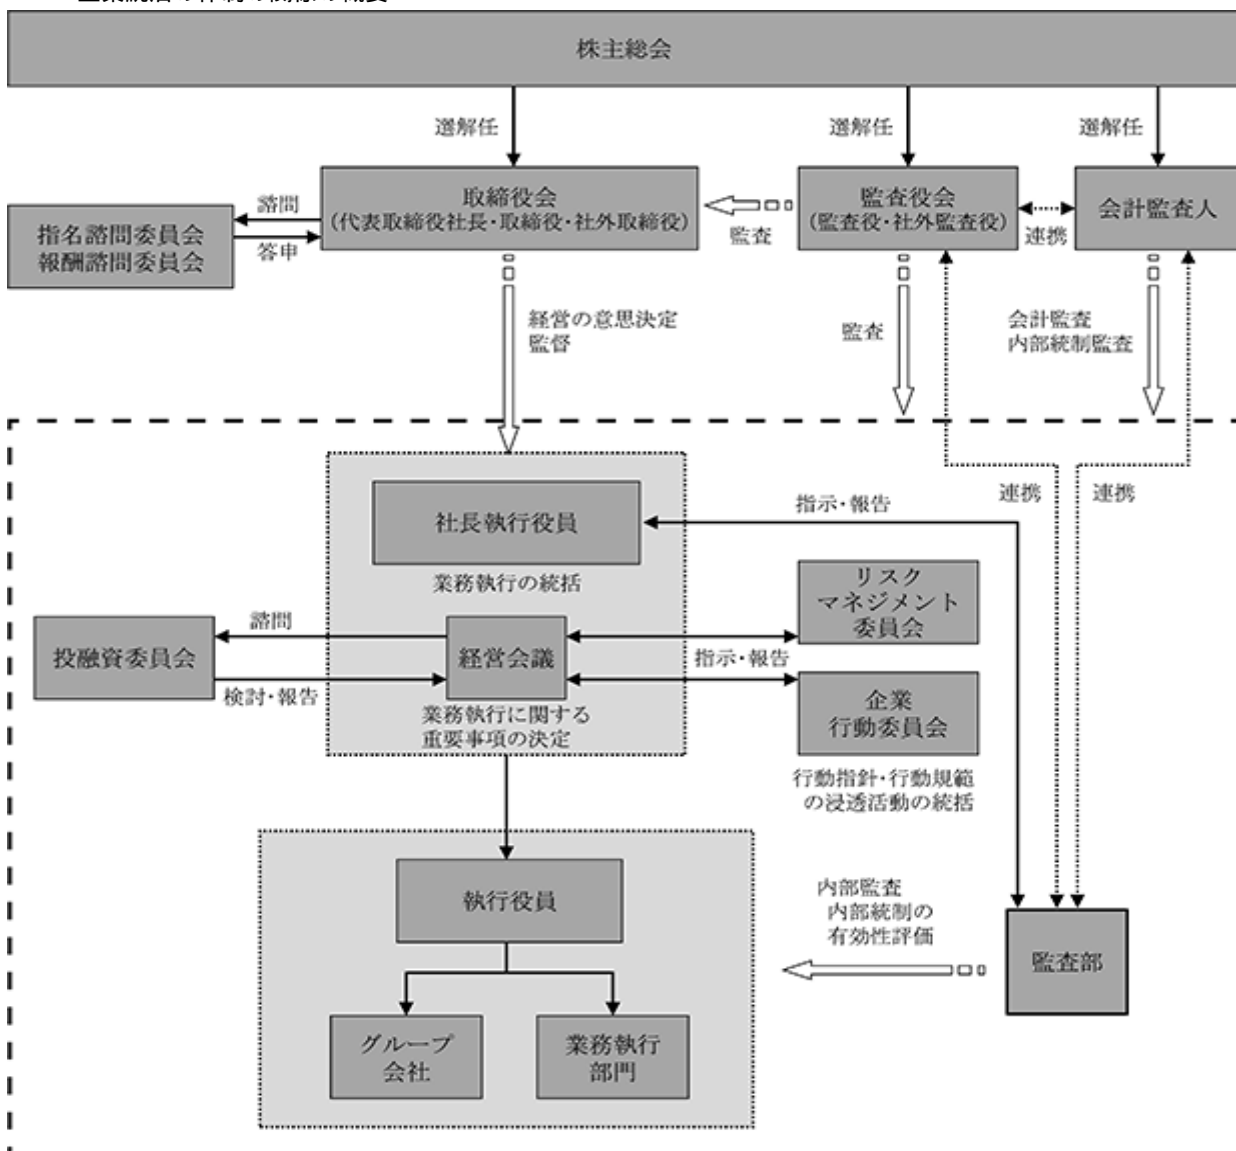 株主総会
選解任
選解任
選解任
取締役会
(代表取締役社長・取締役・社外取締役)
監査役会
(監査役・社外監査役)
会計監査人
諮問
答申
指名諮問委員会
報酬諮問委員会
監査
連携
経営の意思決定
監督
監査
会計監査
内部統制監査
社長執行役員
業務執行の統括
指示・報告
連携
連携
リスク
マネジメント
委員会
諮問
投融資委員会
経営会議
指示・報告
検討・報告
業務執行に関する
重要事項の決定
企業
行動委員会
行動指針・行動規範
の浸透活動の統括
執行役員
内部監査
内部統制の
有効性評価
監査部
グループ
会社
業務執行
部門